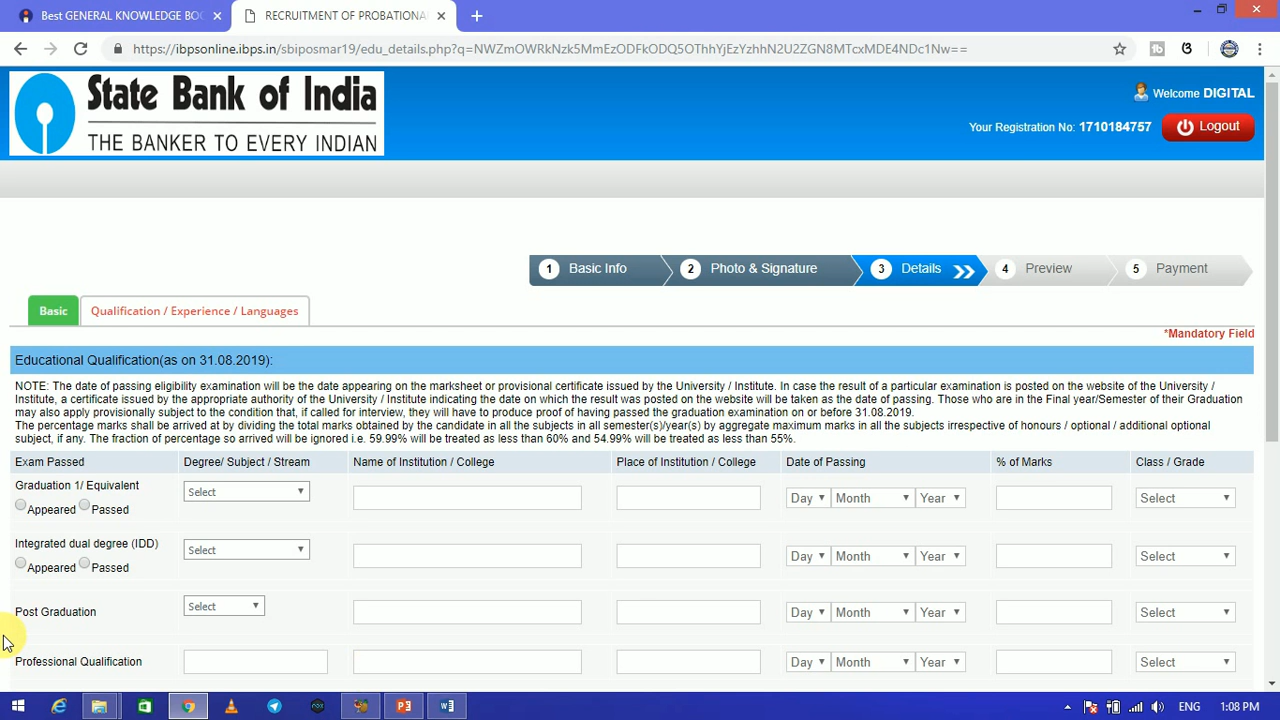 Best GENERAL KNOWLEDGE BOO
RECRUITMENT OF PROBATIONA
https://ibpsonline.ibps.in/sbiposmar19/edu_details.php?q=NWZmOWRkNzk5MmEzODFkODQ5OThhYjEzYzhhN2U2ZGN8MTcxMDE4NDc1Nw==
State Bank of India
THE BANKER TO EVERY INDIAN
Welcome DIGITAL
Your Registration No: 1710184757 Logout
1 Basic Info 2 Photo & Signature 3 Details 4 Preview 5 Payment
Basic Qualification / Experience / Languages
*Mandatory Field
Educational Qualification(as on 31.08.2019):
NOTE: The date of passing eligibility examination will be the date appearing on the marksheet or provisional certificate issued by the University / Institute. In case the result of a particular examination is posted on the website of the University /
Institute, a certificate issued by the appropriate authority of the University / Institute indicating the date on which the result was posted on the website will be taken as the date of passing. Those who are in the Final year/Semester of their Graduation
may also apply provisionally subject to the condition that, if called for interview, they will have to produce proof of having passed the graduation examination on or before 31.08.2019.
The percentage marks shall be arrived at by dividing the total marks obtained by the candidate in all the subjects in all semester(s)/year(s) by aggregate maximum marks in all the subjects irrespective of honours / optional / additional optional
subject, if any. The fraction of percentage so arrived will be ignored i.e. 59.99% will be treated as less than 60% and 54.99% will be treated as less than 55%.
Exam Passed Degree/ Subject / Stream Name of Institution / College Place of Institution / College Date of Passing % of Marks Class / Grade
Graduation 1/ Equivalent
Select Day Month Year Select
Appeared Passed
Integrated dual degree (IDD)
Select Day Month Year Select
Appeared Passed
Post Graduation Select Day Month Year Select
Professional Qualification Day Month Year Select
ENG 1:08 PM